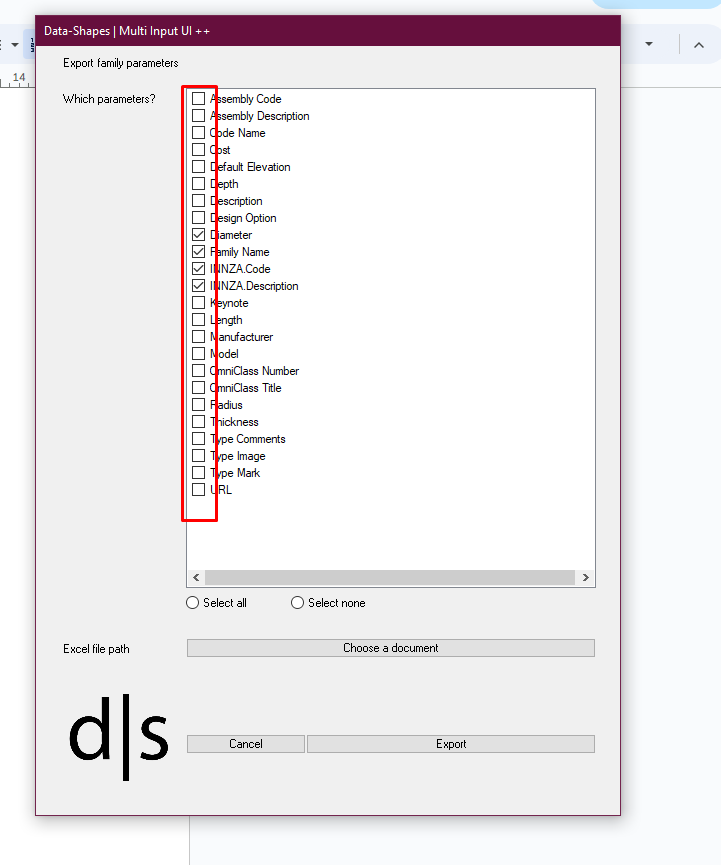 Data-Shapes | Multi Input UI ++
14
Export family parameters
Which parameters?
Assembly Code
Assembly Description
Code Name
Cost
Default Elevation
Depth
Description
Design Option
Diameter
Family Name
INNZA.Code
INNZA.Description
Keynote
Length
Manufacturer
Model
OmniClass Number
OmniClass Title
Radius
Thickness
Type Comments
Type Image
Type Mark
URL
Select all
Select none
Excel file path
Choose a document
d|s
Cancel
Export